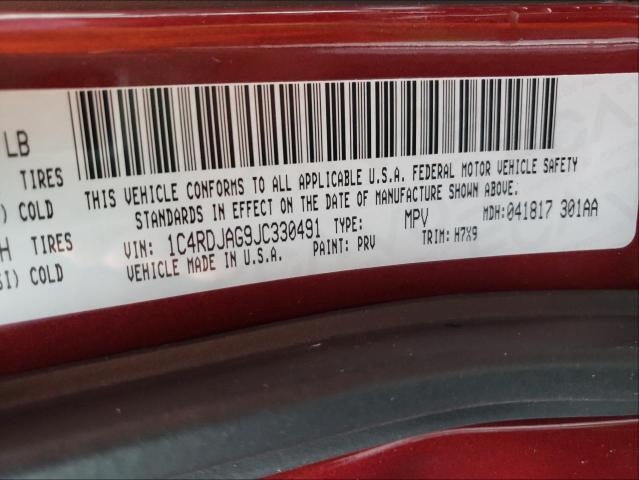 LB
TIRES
) COLD
H TIRES
SI) COLD
THIS VEHICLE CONFORMS TO ALL APPLICABLE U.S.A. FEDERAL MOTOR VEHICLE SAFETY
STANDARDS IN EFFECT ON THE DATE OF MANUFACTURE SHOWN ABOVE.
VIN: 1C4RDJAG9JC330491 TYPE: MPV MDH:041817 301AA
VEHICLE MADE IN U.S.A. PAINT: PRV TRIM: H7X9